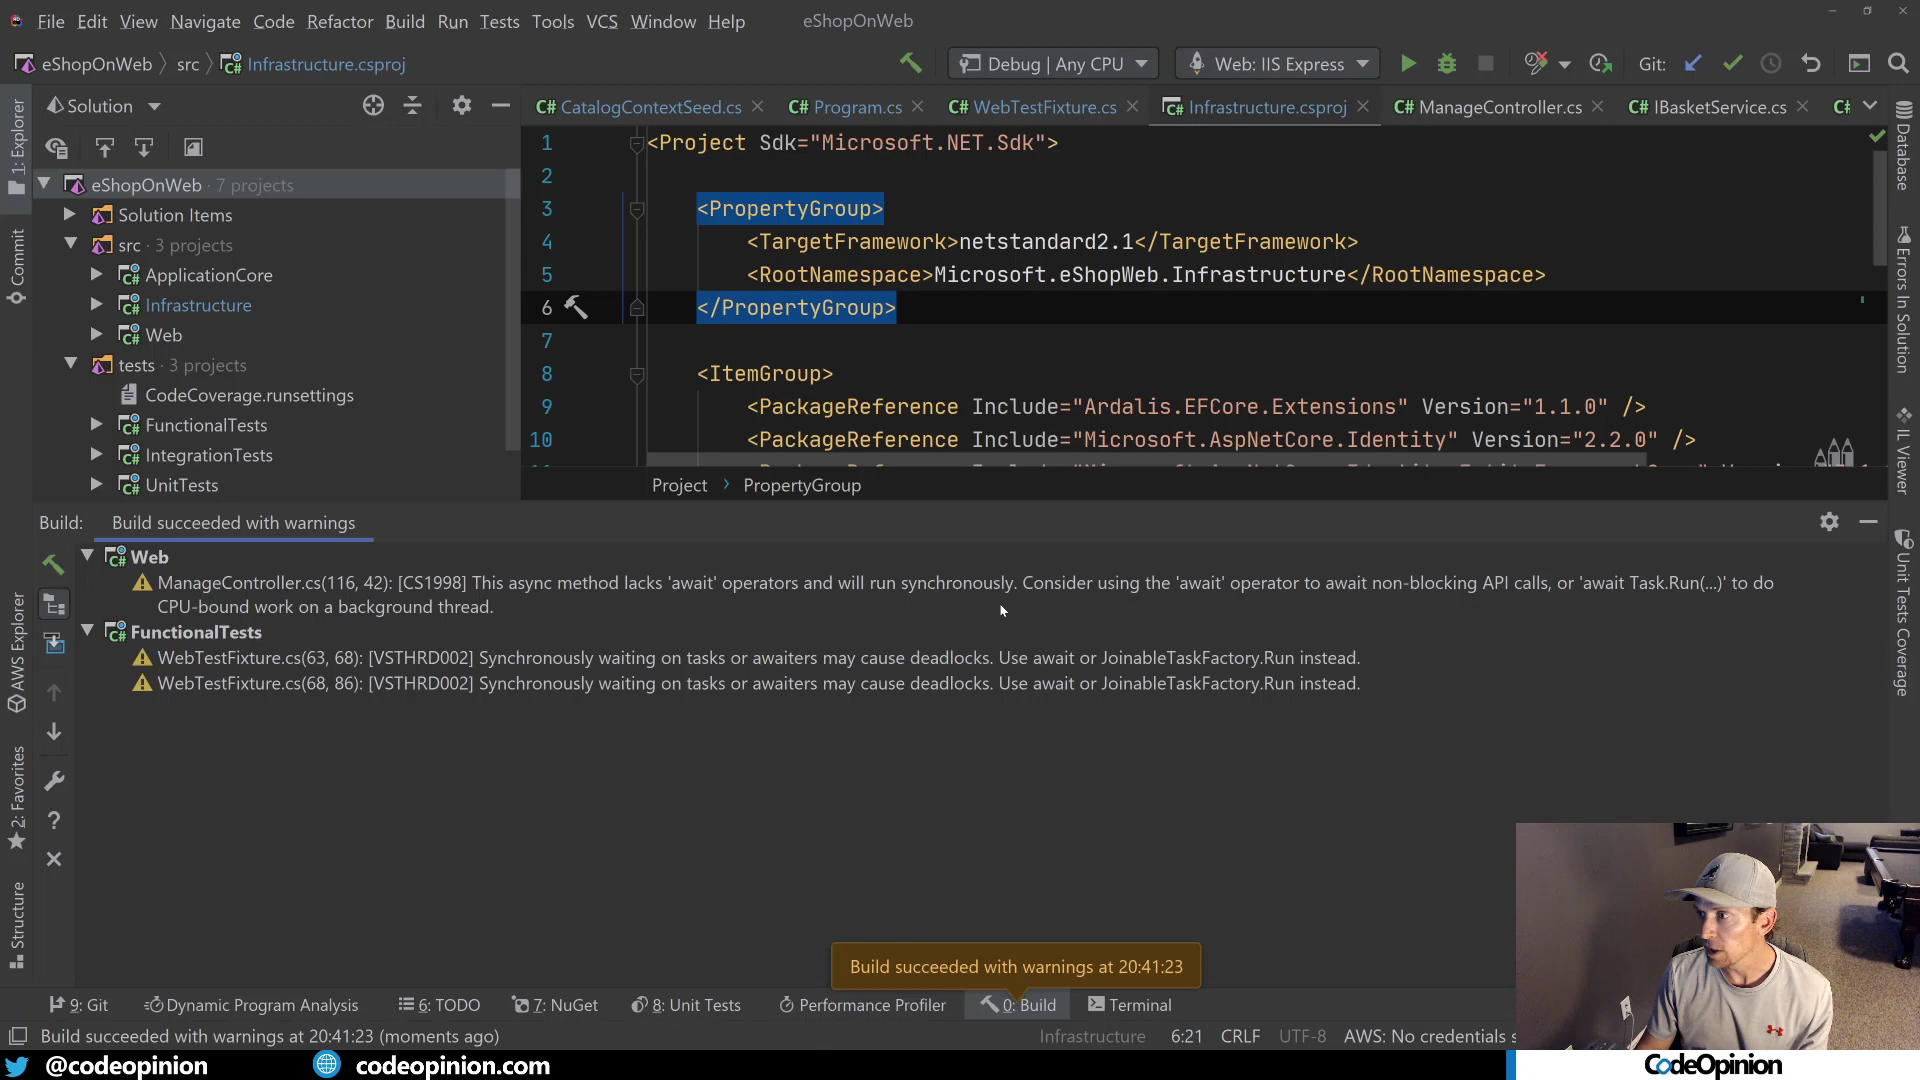 File Edit View Navigate Code Refactor Build Run Tests Tools VCS Window Help eShopOnWeb
eShopOnWeb src Infrastructure.csproj Debug | Any CPU Web: IIS Express Git:
Solution CatalogContextSeed.cs Program.cs WebTestFixture.cs Infrastructure.csproj ManageController.cs IBasketService.cs
1: Explorer
Commit
AWS Explorer
2: Favorites
Structure
eShopOnWeb · 7 projects
Solution Items
src · 3 projects
ApplicationCore
Infrastructure
Web
tests · 3 projects
CodeCoverage.runsettings
FunctionalTests
IntegrationTests
UnitTests
1 <Project Sdk="Microsoft.NET.Sdk">
2
3 <PropertyGroup>
4 <TargetFramework>netstandard2.1</TargetFramework>
5 <RootNamespace>Microsoft.eShopWeb.Infrastructure</RootNamespace>
6 </PropertyGroup>
7
8 <ItemGroup>
9 <PackageReference Include="Ardalis.EFCore.Extensions" Version="1.1.0" />
10 <PackageReference Include="Microsoft.AspNetCore.Identity" Version="2.2.0" />
Project › PropertyGroup
Database
Errors In Solution
IL Viewer
Unit Tests Coverage
Build: Build succeeded with warnings
Web
ManageController.cs(116, 42): [CS1998] This async method lacks 'await' operators and will run synchronously. Consider using the 'await' operator to await non-blocking API calls, or 'await Task.Run(...)' to do
CPU-bound work on a background thread.
FunctionalTests
WebTestFixture.cs(63, 68): [VSTHRD002] Synchronously waiting on tasks or awaiters may cause deadlocks. Use await or JoinableTaskFactory.Run instead.
WebTestFixture.cs(68, 86): [VSTHRD002] Synchronously waiting on tasks or awaiters may cause deadlocks. Use await or JoinableTaskFactory.Run instead.
Build succeeded with warnings at 20:41:23
9: Git Dynamic Program Analysis 6: TODO 7: NuGet 8: Unit Tests Performance Profiler 0: Build Terminal
Build succeeded with warnings at 20:41:23 (moments ago) Infrastructure 6:21 CRLF UTF-8 AWS: No credentials s
@codeopinion codeopinion.com CodeOpinion